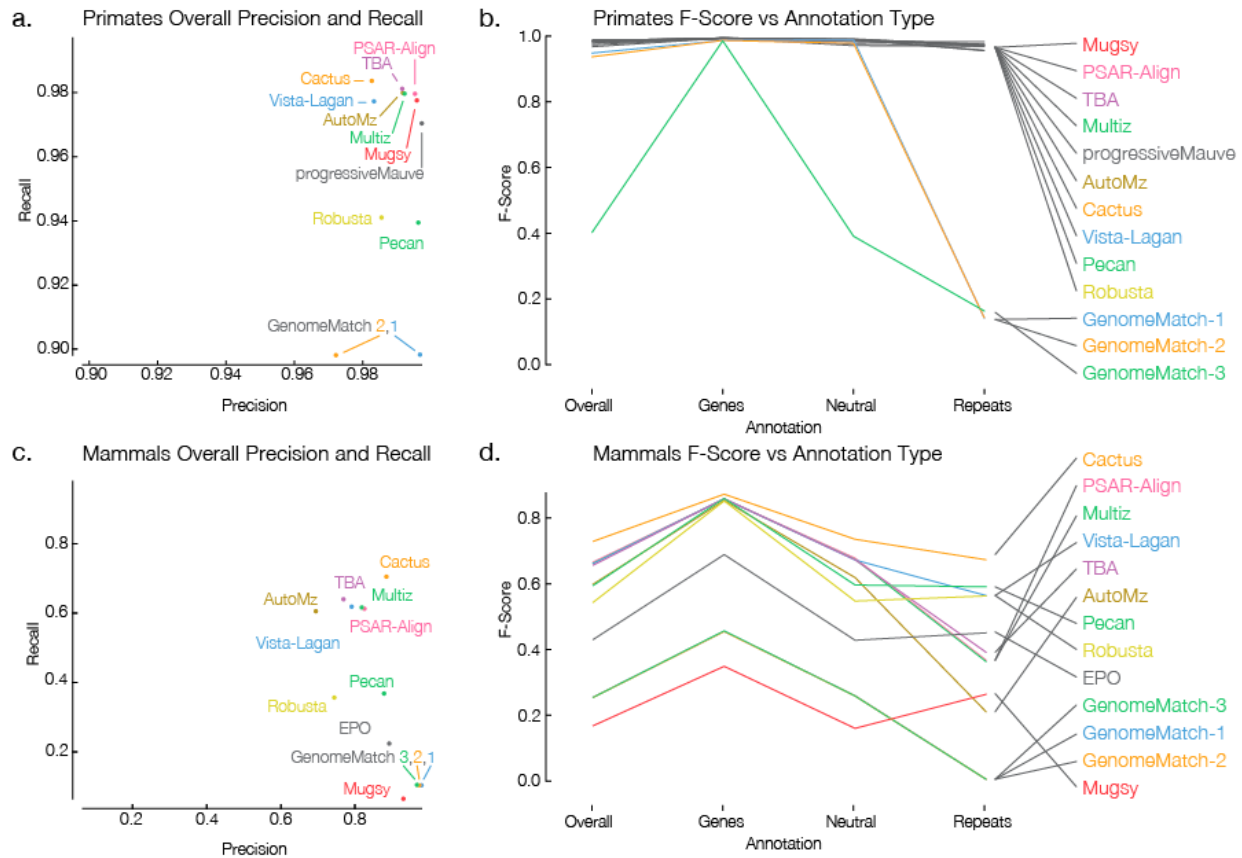 a. Primates Overall Precision and Recall
PSAR-Align
TBA
Cactus
Vista-Lagan
AutoMz
Multiz
Mugsy
progressiveMauve
Robusta
Pecan
GenomeMatch 2,1
0.98
0.96
0.94
0.92
0.90
Recall
0.90 0.92 0.94 0.96 0.98
Precision
b. Primates F-Score vs Annotation Type
1.0
0.8
0.6
0.4
0.2
0.0
F-Score
Overall Genes Neutral Repeats
Annotation
Mugsy
PSAR-Align
TBA
Multiz
progressiveMauve
AutoMz
Cactus
Vista-Lagan
Pecan
Robusta
GenomeMatch-1
GenomeMatch-2
GenomeMatch-3
c. Mammals Overall Precision and Recall
Cactus
TBA
AutoMz
Multiz
PSAR-Align
Vista-Lagan
Pecan
Robusta
EPO
GenomeMatch 3,2,1
Mugsy
0.8
0.6
0.4
0.2
Recall
0.2 0.4 0.6 0.8
Precision
d. Mammals F-Score vs Annotation Type
0.8
0.6
0.4
0.2
0.0
F-Score
Overall Genes Neutral Repeats
Annotation
Cactus
PSAR-Align
Multiz
Vista-Lagan
TBA
AutoMz
Pecan
Robusta
EPO
GenomeMatch-3
GenomeMatch-1
GenomeMatch-2
Mugsy